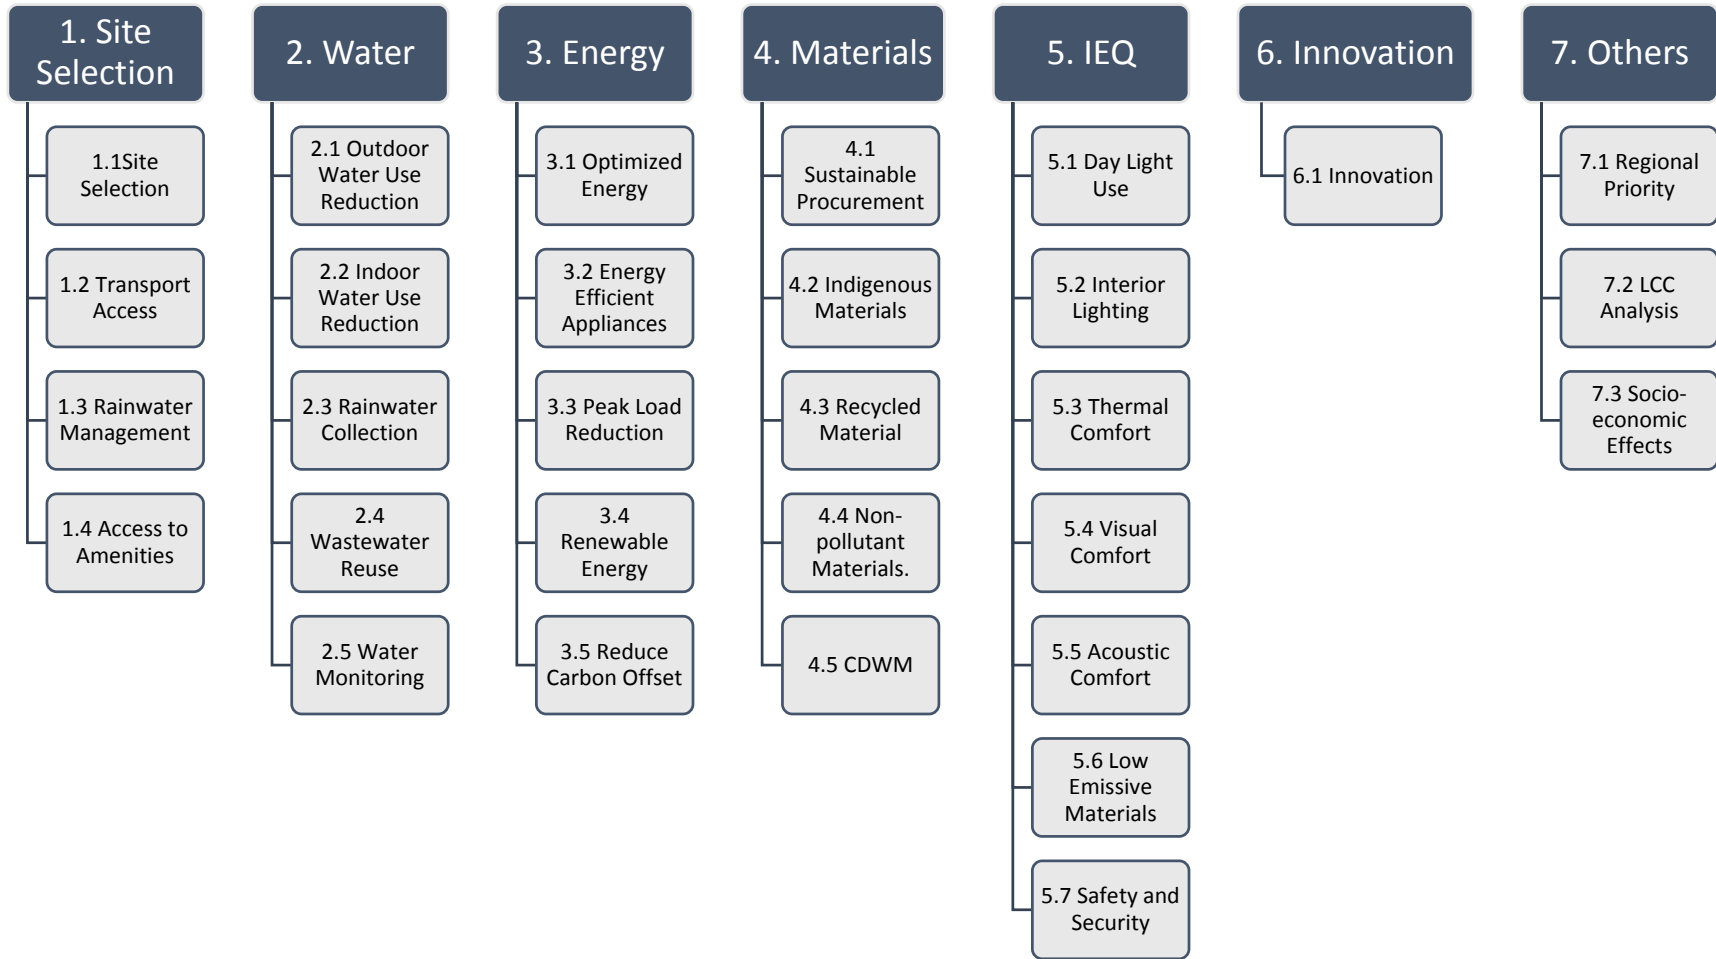 1. Site
Selection
1.1Site
Selection
1.2 Transport
Access
1.3 Rainwater
Management
1.4 Access to
Amenities
2. Water
2.1 Outdoor
Water Use
Reduction
2.2 Indoor
Water Use
Reduction
2.3 Rainwater
Collection
2.4
Wastewater
Reuse
2.5 Water
Monitoring
3. Energy
3.1 Optimized
Energy
3.2 Energy
Efficient
Appliances
3.3 Peak Load
Reduction
3.4
Renewable
Energy
3.5 Reduce
Carbon Offset
4. Materials
4.1
Sustainable
Procurement
4.2 Indigenous
Materials
4.3 Recycled
Material
4.4 Non-
pollutant
Materials.
4.5 CDWM
5. IEQ
5.1 Day Light
Use
5.2 Interior
Lighting
5.3 Thermal
Comfort
5.4 Visual
Comfort
5.5 Acoustic
Comfort
5.6 Low
Emissive
Materials
5.7 Safety and
Security
6. Innovation
6.1 Innovation
7. Others
7.1 Regional
Priority
7.2 LCC
Analysis
7.3 Socio-
economic
Effects